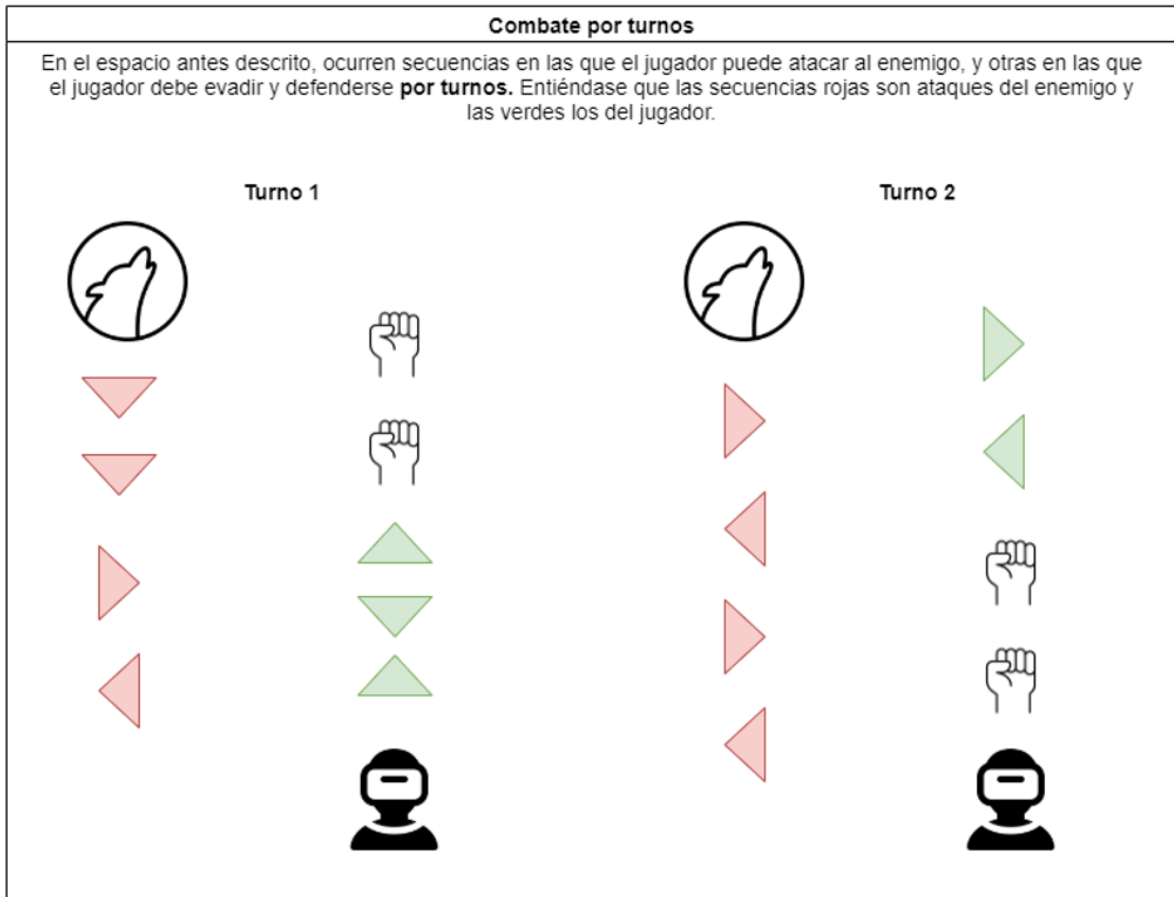 Combate por turnos
En el espacio antes descrito, ocurren secuencias en las que el jugador puede atacar al enemigo, y otras en las que
el jugador debe evadir y defenderse por turnos. Entiéndase que las secuencias rojas son ataques del enemigo y
las verdes los del jugador.
Turno 1
Turno 2